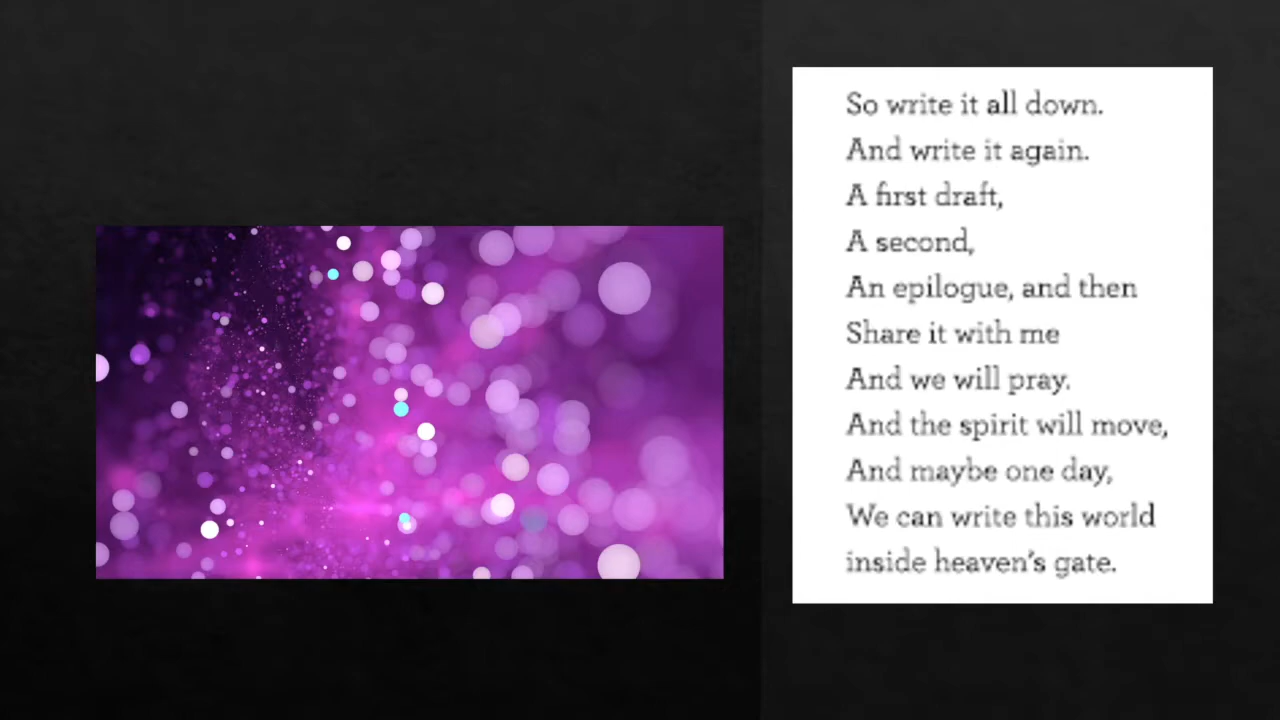 So write it all down.
And write it again.
A first draft,
A second,
An epilogue, and then
Share it with me
And we will pray.
And the spirit will move,
And maybe one day,
We can write this world
inside heaven's gate.